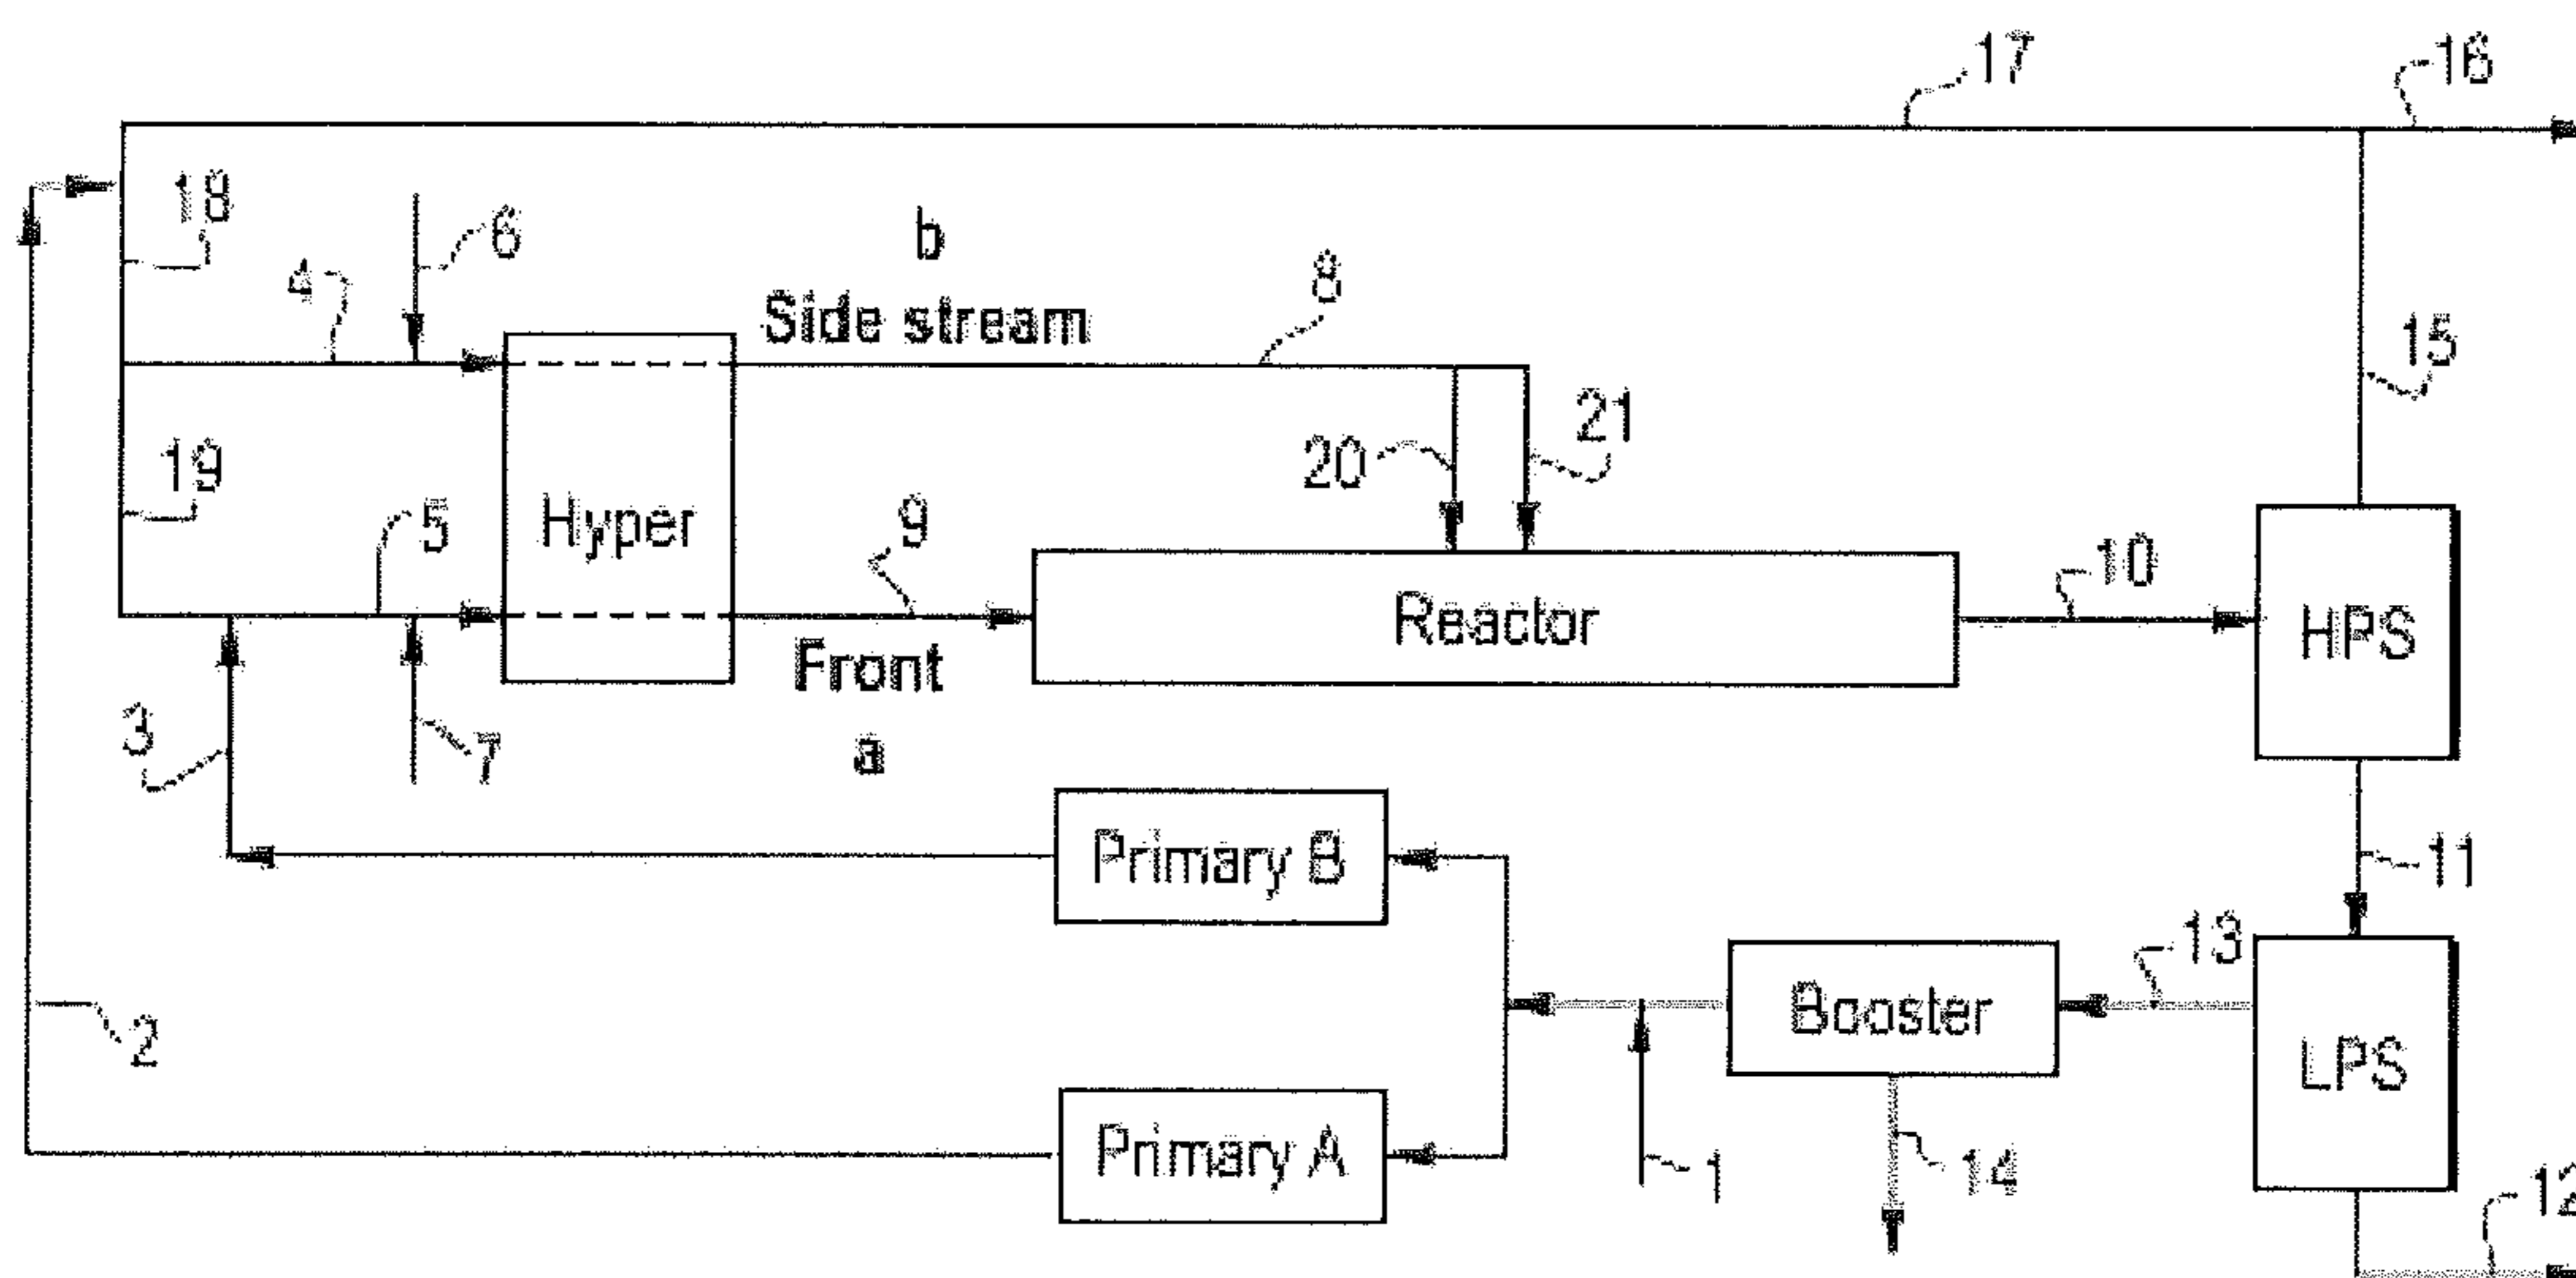 17
16
18
6
b
4
8
Side stream
15
21
20
19
5
Hyper
9
10
Reactor
HPS
Front
3
7
a
Primary B
11
13
Booster
2
LPS
Primary A
1
14
12